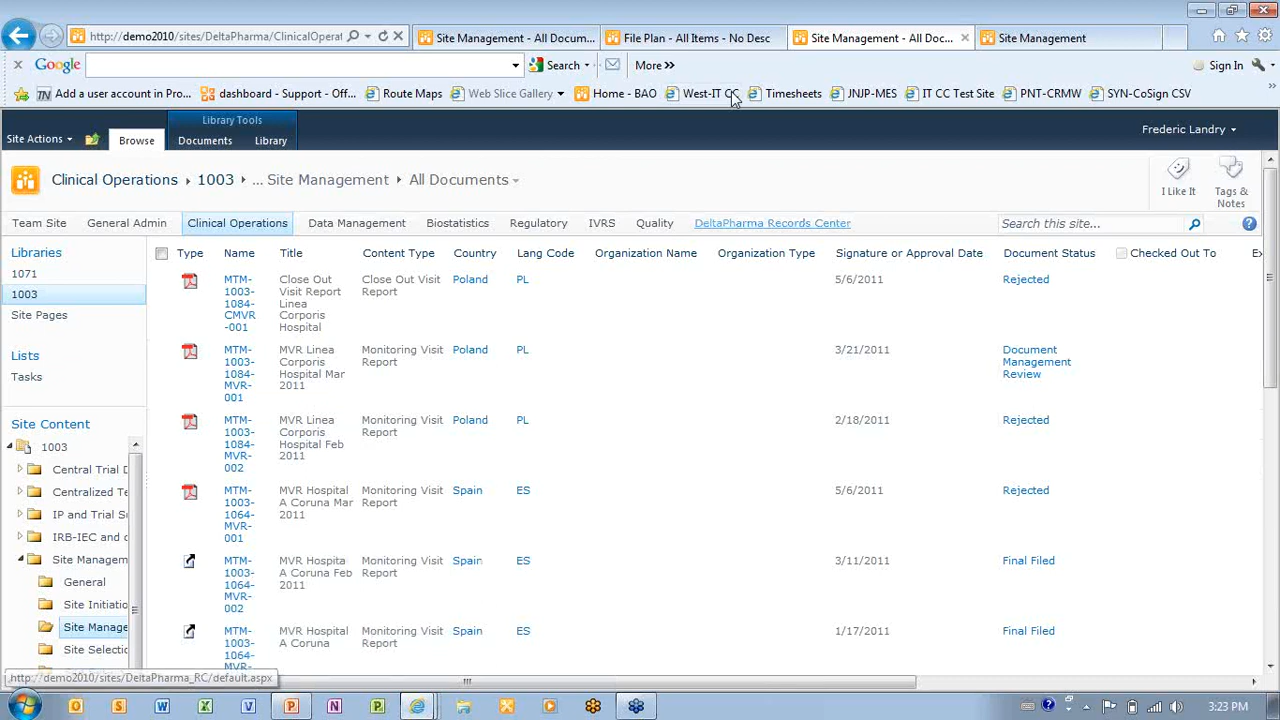 http://demo2010/sites/DeltaPharma/ClinicalOperat
Site Management - All Docum...
File Plan - All Items - No Desc
Site Management - All Doc...
Site Management
Google
Search
More »
Sign In
Add a user account in Pro...
dashboard - Support - Off...
Route Maps
Web Slice Gallery
Home - BAO
West-IT CC
Timesheets
JNJP-MES
IT CC Test Site
PNT-CRMW
SYN-CoSign CSV
Library Tools
Frederic Landry
Site Actions
Browse
Documents
Library
Clinical Operations
1003
... Site Management
All Documents
I Like It
Tags &
Notes
Team Site
General Admin
Clinical Operations
Data Management
Biostatistics
Regulatory
IVRS
Quality
DeltaPharma Records Center
Search this site...
Libraries
1071
1003
Site Pages
Lists
Tasks
Site Content
1003
Central Trial D
Centralized Te
IP and Trial Su
IRB-IEC and o
Site Managem
General
Site Initiatio
Site Manage
Site Selectio
Type Name Title Content Type Country Lang Code Organization Name Organization Type Signature or Approval Date Document Status Checked Out To Ex
MTM-
1003-
1084-
CMVR
-001
Close Out
Visit Report
Linea
Corporis
Hospital
Close Out Visit
Report
Poland
PL
5/6/2011
Rejected
MTM-
1003-
1084-
MVR-
001
MVR Linea
Corporis
Hospital Mar
2011
Monitoring Visit
Report
Poland
PL
3/21/2011
Document
Management
Review
MTM-
1003-
1084-
MVR-
002
MVR Linea
Corporis
Hospital Feb
2011
Monitoring Visit
Report
Poland
PL
2/18/2011
Rejected
MTM-
1003-
1064-
MVR-
001
MVR Hospital
A Coruna Mar
2011
Monitoring Visit
Report
Spain
ES
5/6/2011
Rejected
MTM-
1003-
1064-
MVR-
002
MVR Hospita
A Coruna Feb
2011
Monitoring Visit
Report
Spain
ES
3/11/2011
Final Filed
MTM-
1003-
1064-
MVR-
MVR Hospital
A Coruna
Monitoring Visit
Report
Spain
ES
1/17/2011
Final Filed
http://demo2010/sites/DeltaPharma_RC/default.aspx
3:23 PM